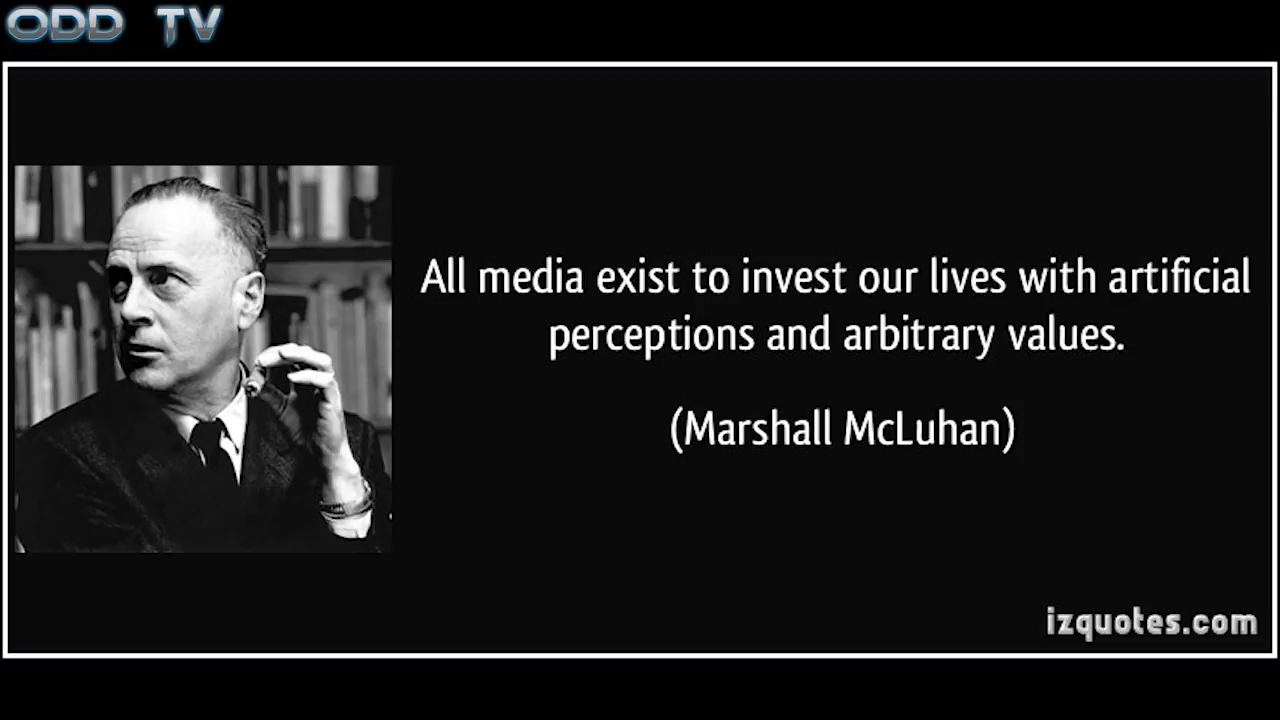 ODD TV
All media exist to invest our lives with artificial
perceptions and arbitrary values.
(Marshall McLuhan)
izquotes.com